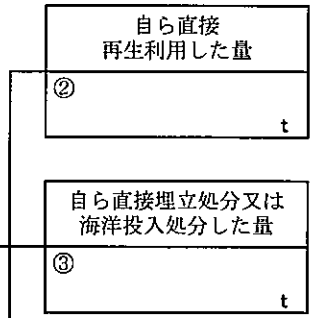 自ら直接
再生利用した量
②
t
自ら直接埋立処分又は
海洋投入処分した量
③
t